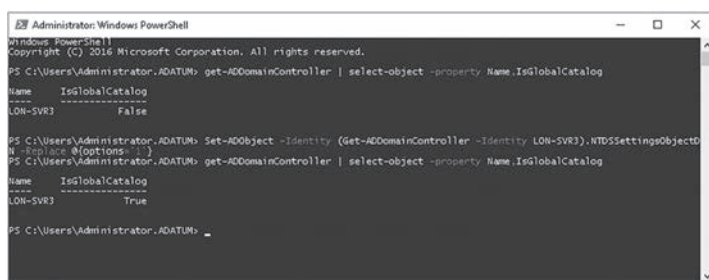 Administrator: Windows PowerShell
Windows PowerShell
Copyright (C) 2016 Microsoft Corporation. All rights reserved.
PS C:\Users\Administrator.ADATUM> get-ADDomainController | select-object -property Name,IsGlobalCatalog
Name IsGlobalCatalog
---- ---------------
LON-SVR3 False
PS C:\Users\Administrator.ADATUM> Set-ADObject -Identity (Get-ADDomainController -Identity LON-SVR3).NTDSSettingsObjectD
N -Replace @{options='1'}
PS C:\Users\Administrator.ADATUM> get-ADDomainController | select-object -property Name,IsGlobalCatalog
Name IsGlobalCatalog
---- ---------------
LON-SVR3 True
PS C:\Users\Administrator.ADATUM> _